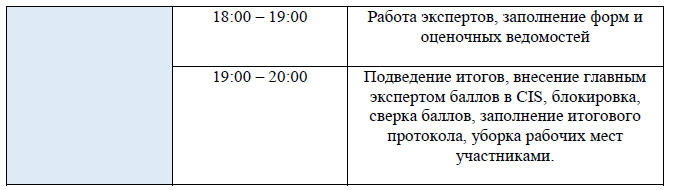 18:00 – 19:00
Работа экспертов, заполнение форм и
оценочных ведомостей
19:00 – 20:00
Подведение итогов, внесение главным
экспертом баллов в CIS, блокировка,
сверка баллов, заполнение итогового
протокола, уборка рабочих мест
участниками.